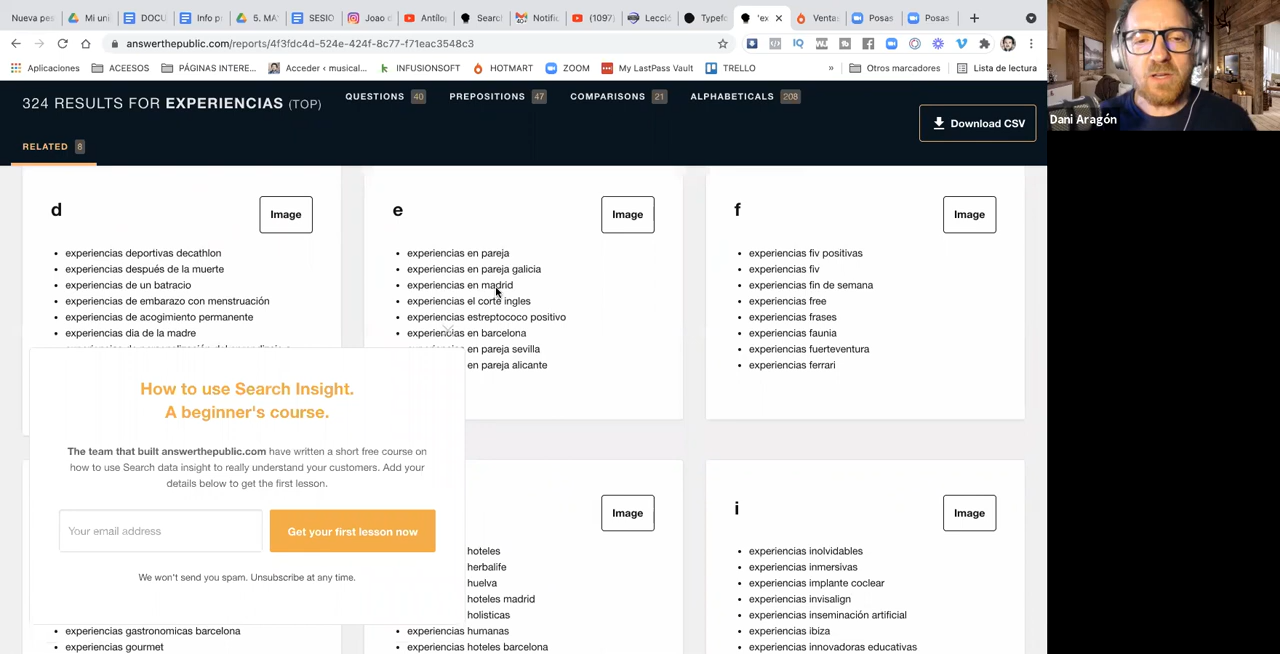 Nueva pes
Mi uni
DOCU
Info p
5. MA
SESIO
Joao d
Antílo
Searc
Notific
(1097)
Lecció
Typef
'ex
Venta
Posas
Posas
answerthepublic.com/reports/4f3fdc4d-524e-424f-8c77-f71eac3548c3
Aplicaciones
ACEESOS
PÁGINAS INTERE...
Acceder ‹ musical...
INFUSIONSOFT
HOTMART
ZOOM
My LastPass Vault
TRELLO
»
Otros marcadores
Lista de lectura
324 RESULTS FOR EXPERIENCIAS (TOP)
QUESTIONS 40
PREPOSITIONS 47
COMPARISONS 21
ALPHABETICALS 208
RELATED 8
Download CSV
Dani Aragón
d
Image
experiencias deportivas decathlon
experiencias después de la muerte
experiencias de un batracio
experiencias de embarazo con menstruación
experiencias de acogimiento permanente
experiencias dia de la madre
e
Image
experiencias en pareja
experiencias en pareja galicia
experiencias en madrid
experiencias el corte ingles
experiencias estreptococo positivo
experiencias en barcelona
experiencias en pareja sevilla
en pareja alicante
f
Image
experiencias fiv positivas
experiencias fiv
experiencias fin de semana
experiencias free
experiencias frases
experiencias faunia
experiencias fuerteventura
experiencias ferrari
How to use Search Insight.
A beginner's course.
The team that built answerthepublic.com have written a short free course on
how to use Search data insight to really understand your customers. Add your
details below to get the first lesson.
Your email address
Get your first lesson now
We won't send you spam. Unsubscribe at any time.
experiencias gastronomicas barcelona
experiencias gourmet
Image
hoteles
herbalife
huelva
hoteles madrid
holisticas
experiencias humanas
experiencias hoteles barcelona
i
Image
experiencias inolvidables
experiencias inmersivas
experiencias implante coclear
experiencias invisalign
experiencias inseminación artificial
experiencias ibiza
experiencias innovadoras educativas